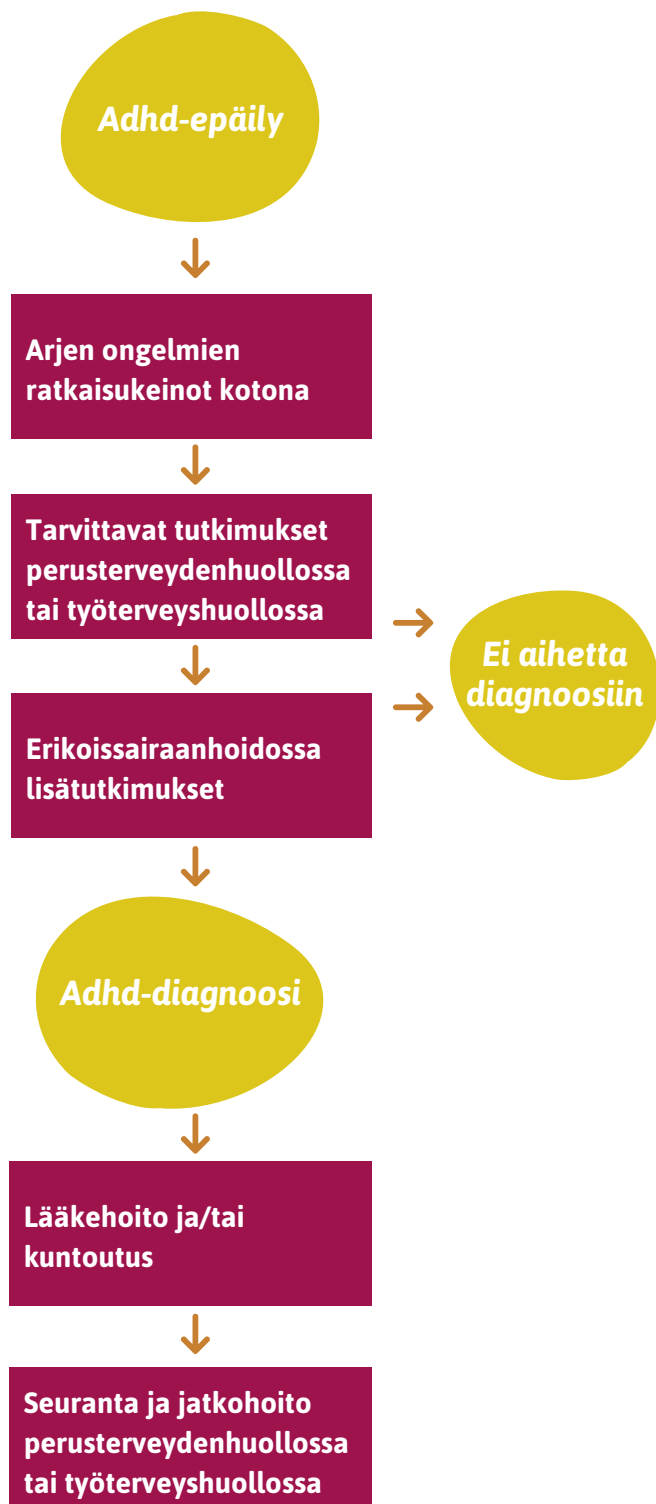 Adhd-epäily
Arjen ongelmien
ratkaisukeinot kotona
Tarvittavat tutkimukset
perusterveydenhuollossa
tai työterveyshuollossa
Ei aihetta
diagnoosiin
Erikoissairaanhoidossa
lisätutkimukset
Adhd-diagnoosi
Lääkehoito ja/tai
kuntoutus
Seuranta ja jatkohoito
perusterveydenhuollossa
tai työterveyshuollossa